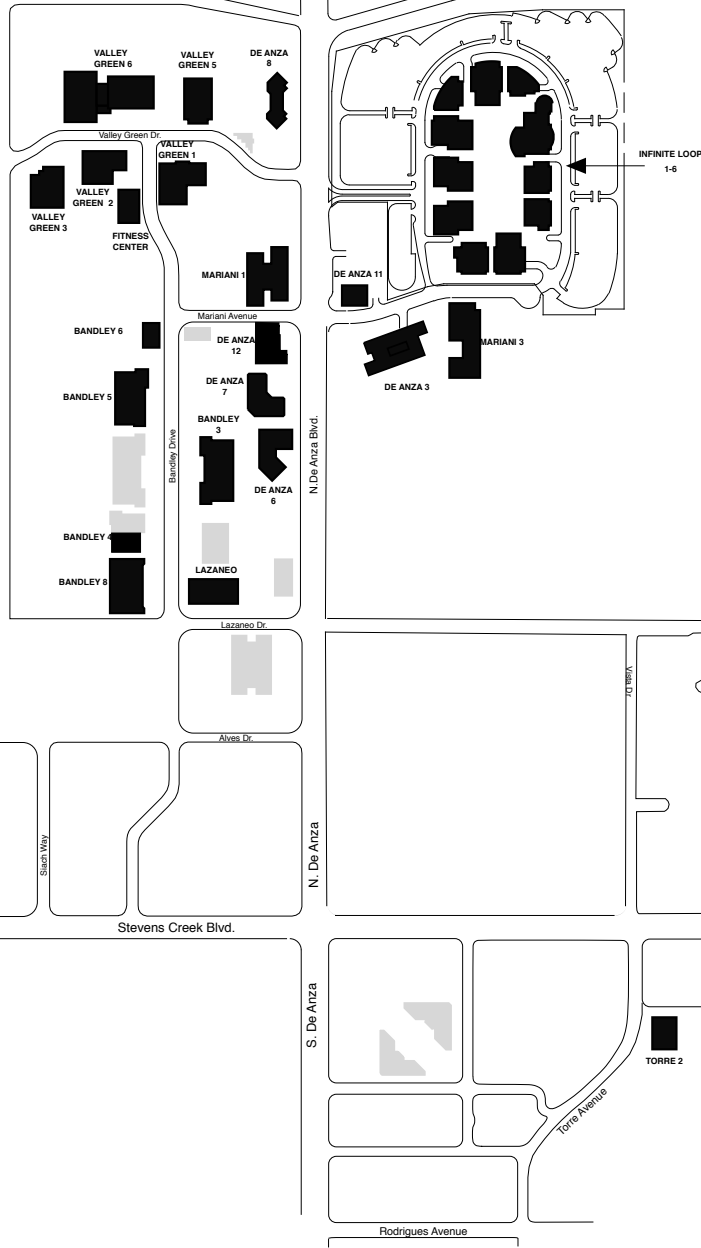 VALLEY
GREEN 6
VALLEY
GREEN 5
DE ANZA
8
Valley Green Dr.
VALLEY
GREEN 1
INFINITE LOOP
1-6
VALLEY
GREEN 2
VALLEY
GREEN 3
FITNESS
CENTER
MARIANI 1
DE ANZA 11
Mariani Avenue
BANDLEY 6
DE ANZA
12
MARIANI 3
DE ANZA 3
DE ANZA
7
BANDLEY 5
BANDLEY
3
Bandley Drive
N.De Anza Blvd.
DE ANZA
6
BANDLEY 4
LAZANEO
BANDLEY 8
Lazaneo Dr.
Vista Dr
Alves Dr.
Slach Way
N. De Anza
Stevens Creek Blvd.
S. De Anza
TORRE 2
Torre Avenue
Rodrigues Avenue